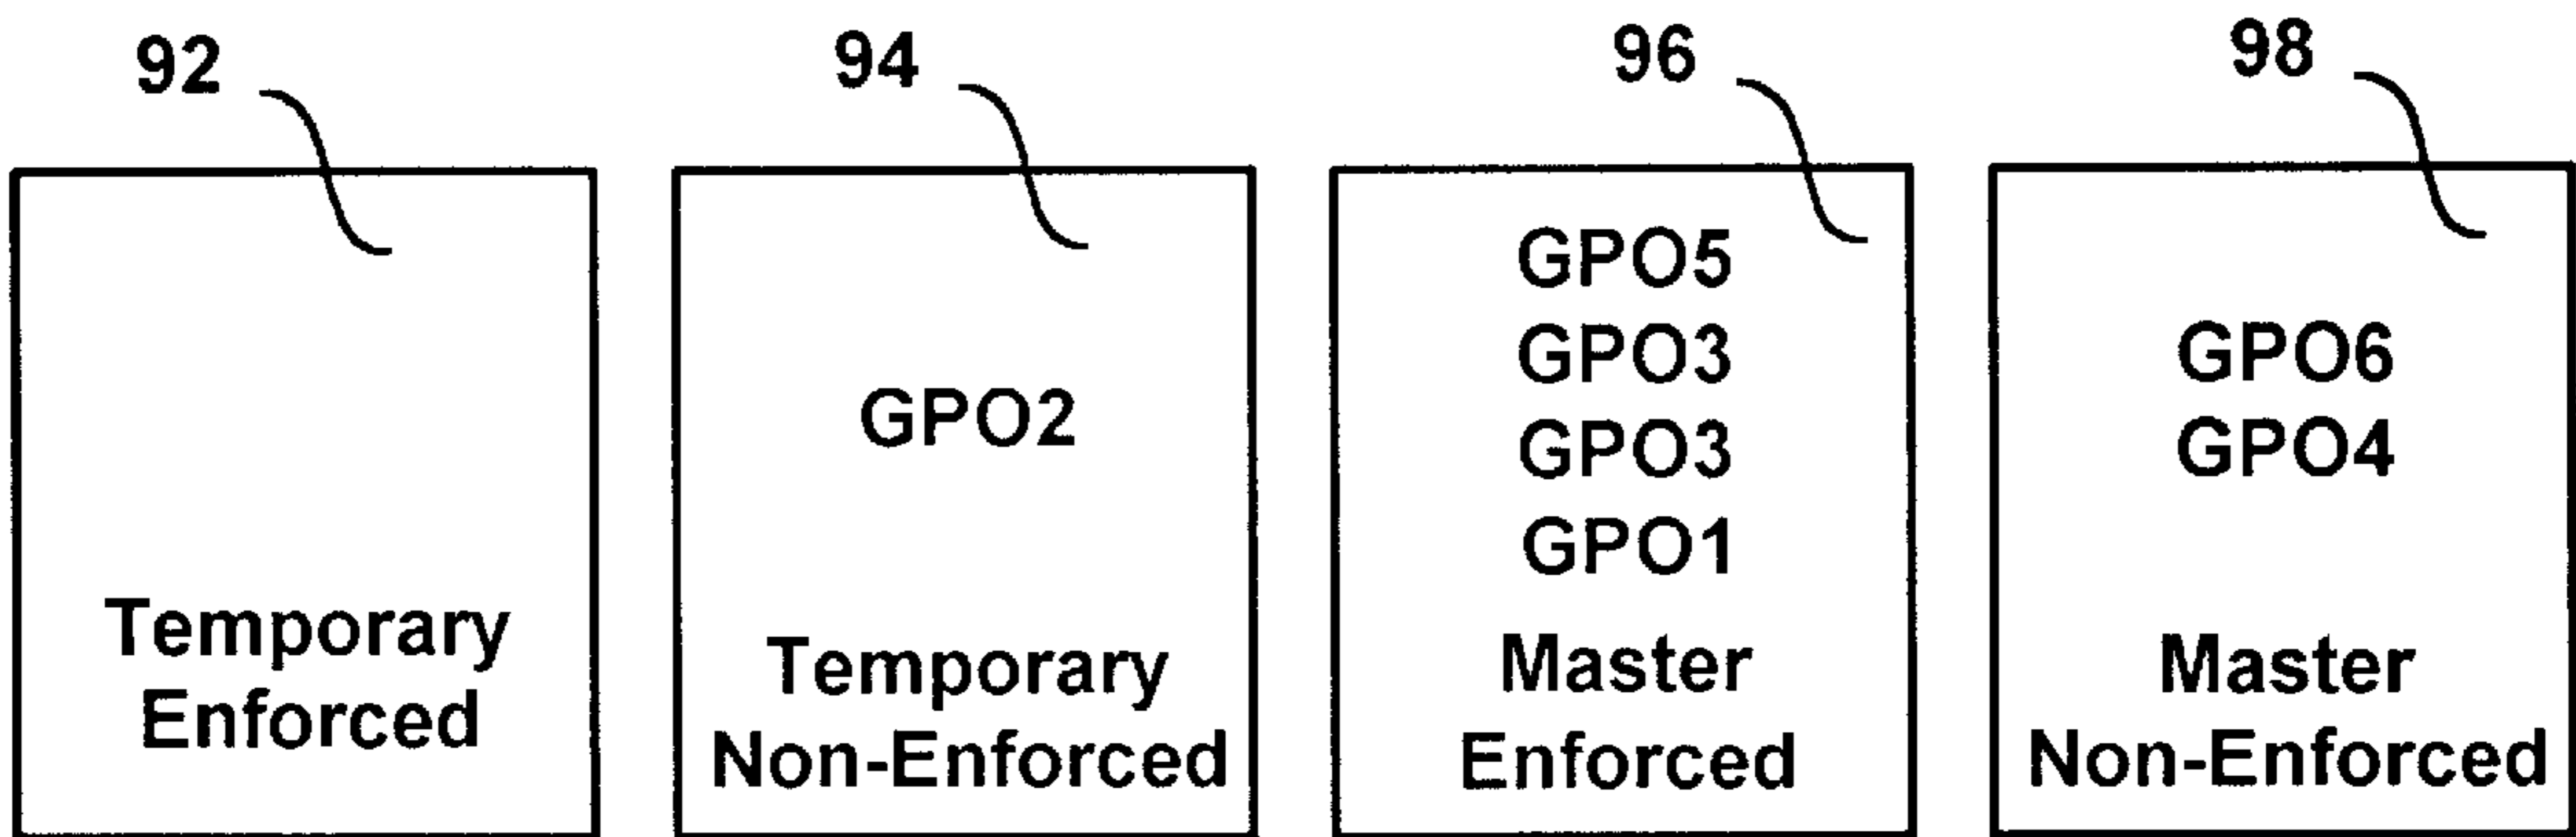 92
94
96
98
Temporary
Enforced
GPO2
Temporary
Non-Enforced
GPO5
GPO3
GPO3
GPO1
Master
Enforced
GPO6
GPO4
Master
Non-Enforced